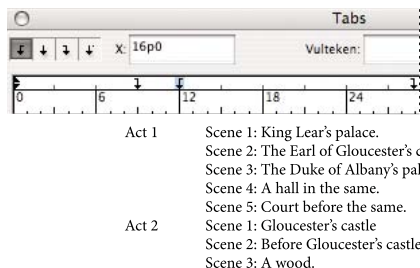 Tabs
X: 16p0 Vulteken:
0 6 12 18 24
Act 1 Scene 1: King Lear's palace.
Scene 2: The Earl of Gloucester's
Scene 3: The Duke of Albany's
Scene 4: A hall in the same.
Scene 5: Court before the same.
Act 2 Scene 1: Gloucester's castle
Scene 2: Before Gloucester's castle
Scene 3: A wood.